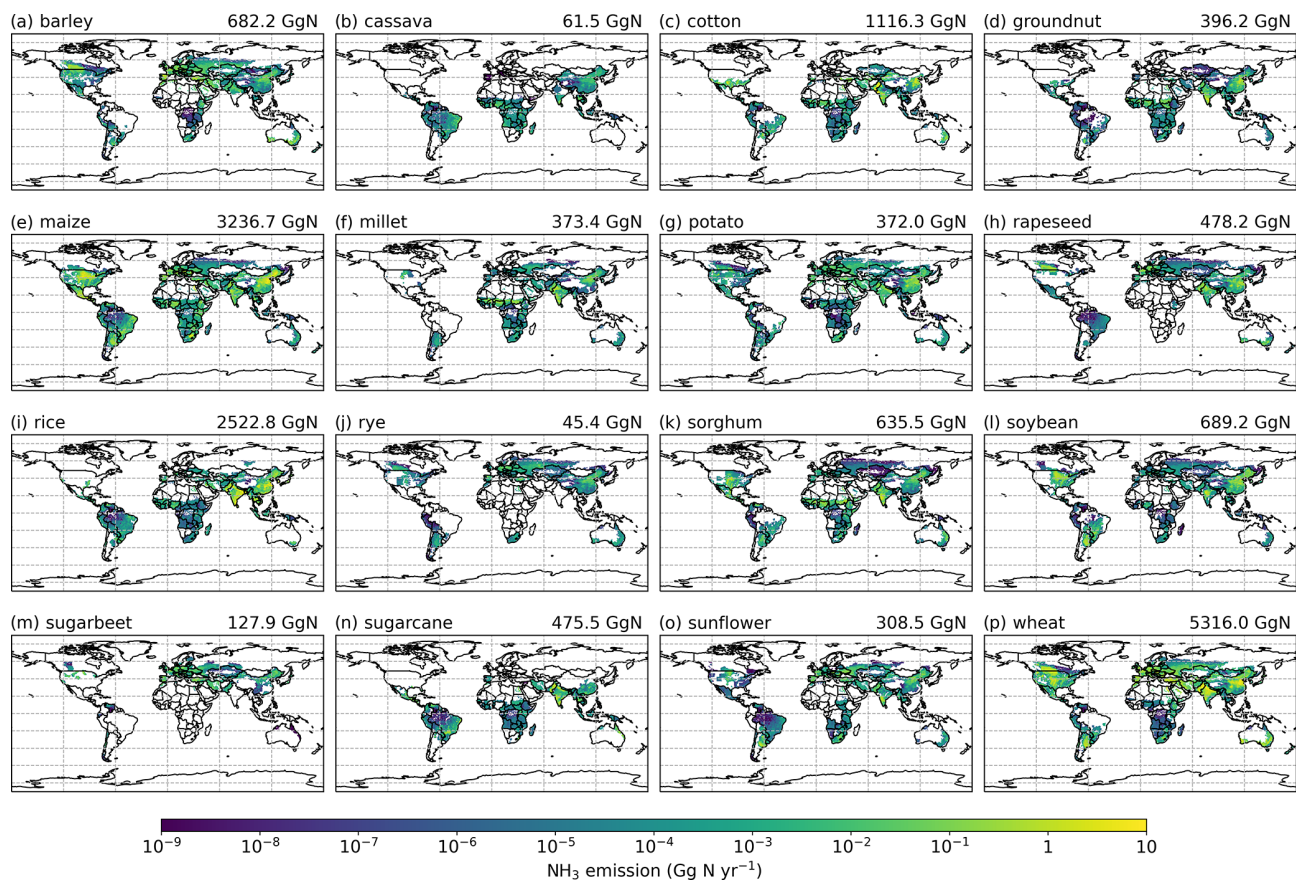 (a) barley 682.2 GgN
(b) cassava 61.5 GgN
(c) cotton 1116.3 GgN
(d) groundnut 396.2 GgN
(e) maize 3236.7 GgN
(f) millet 373.4 GgN
(g) potato 372.0 GgN
(h) rapeseed 478.2 GgN
(i) rice 2522.8 GgN
(j) rye 45.4 GgN
(k) sorghum 635.5 GgN
(l) soybean 689.2 GgN
(m) sugarbeet 127.9 GgN
(n) sugarcane 475.5 GgN
(o) sunflower 308.5 GgN
(p) wheat 5316.0 GgN
10⁻⁹ 10⁻⁸ 10⁻⁷ 10⁻⁶ 10⁻⁵ 10⁻⁴ 10⁻³ 10⁻² 10⁻¹ 1 10
NH₃ emission (Gg N yr⁻¹)